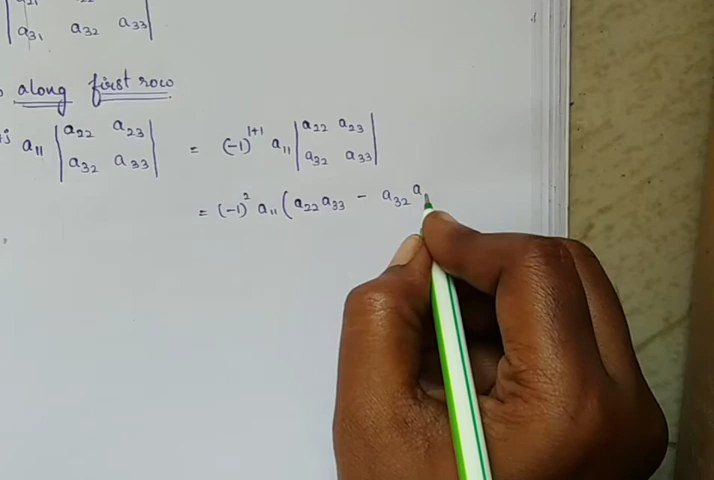 a₃₁ a₃₂ a₃₃
along first row
a₁₁ |a₂₂ a₂₃| = (-1)¹⁺¹ a₁₁ |a₂₂ a₂₃|
|a₃₂ a₃₃| |a₃₂ a₃₃|
= (-1)² a₁₁ (a₂₂ a₃₃ - a₃₂ a